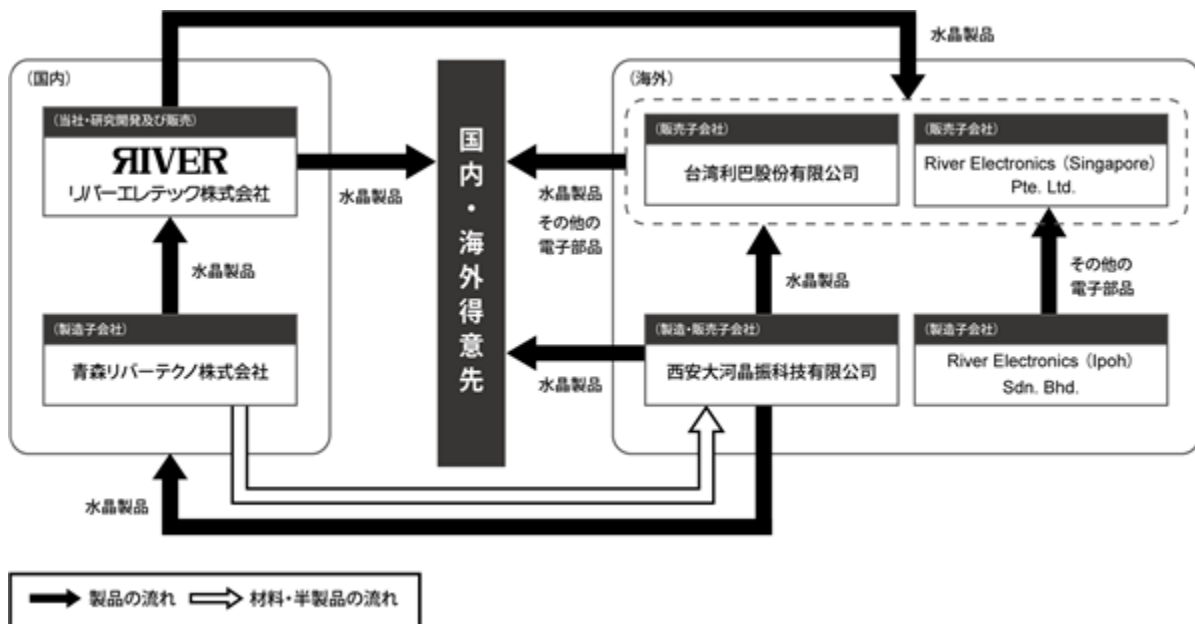 水晶製品
(国内)
(海外)
(当社・研究開発及び販売)
RIVER
リバーエレテック株式会社
水晶製品
国内・海外得意先
水晶製品
その他の
電子部品
(販売子会社)
台湾利巴股份有限公司
(販売子会社)
River Electronics (Singapore)
Pte. Ltd.
水晶製品
水晶製品
その他の
電子部品
(製造子会社)
青森リバーテクノ株式会社
水晶製品
(製造・販売子会社)
西安大河晶振科技有限公司
(製造子会社)
River Electronics (Ipoh)
Sdn. Bhd.
水晶製品
製品の流れ
材料・半製品の流れ